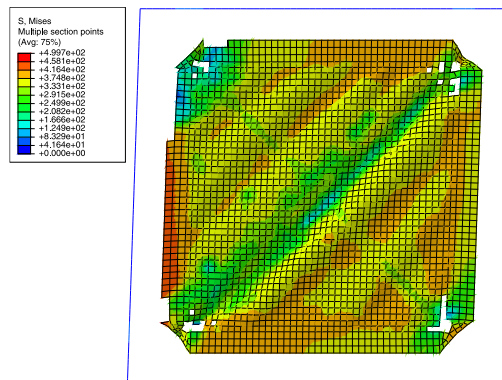 S, Mises
Multiple section points
(Avg: 75%)
+4.997e+02
+4.581e+02
+4.164e+02
+3.748e+02
+3.331e+02
+2.915e+02
+2.499e+02
+2.082e+02
+1.666e+02
+1.249e+02
+8.329e+01
+4.164e+01
+0.000e+00